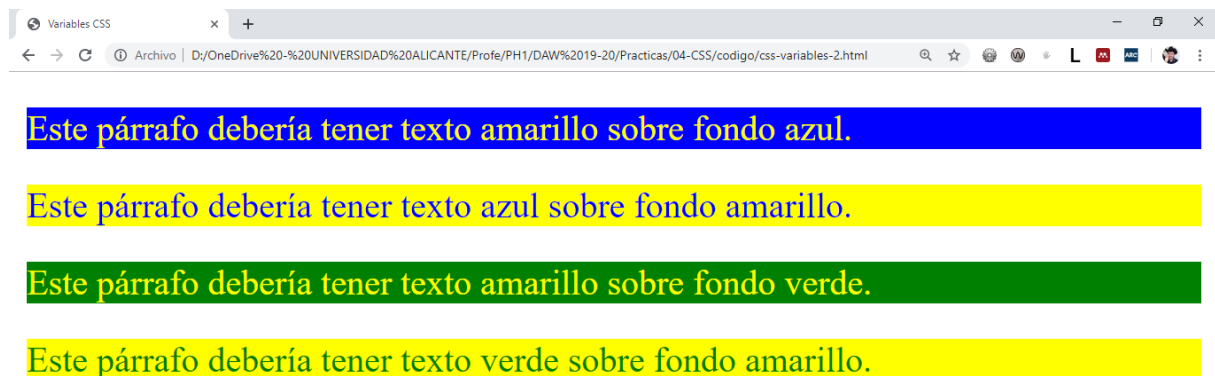 Variables CSS
Archivo | D:/OneDrive%20-%20UNIVERSIDAD%20ALICANTE/Profe/PH1/DAW%2019-20/Practicas/04-CSS/codigo/css-variables-2.html L ARC
Este párrafo debería tener texto amarillo sobre fondo azul.
Este párrafo debería tener texto azul sobre fondo amarillo.
Este párrafo debería tener texto amarillo sobre fondo verde.
Este párrafo debería tener texto verde sobre fondo amarillo.